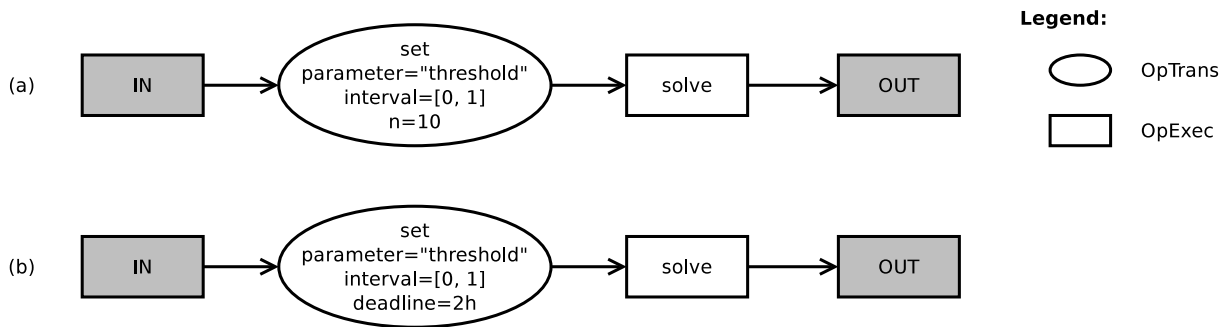 Legend:
(a)
IN
set
parameter="threshold"
interval=[0, 1]
n=10
solve
OUT
OpTrans
OpExec
(b)
IN
set
parameter="threshold"
interval=[0, 1]
deadline=2h
solve
OUT